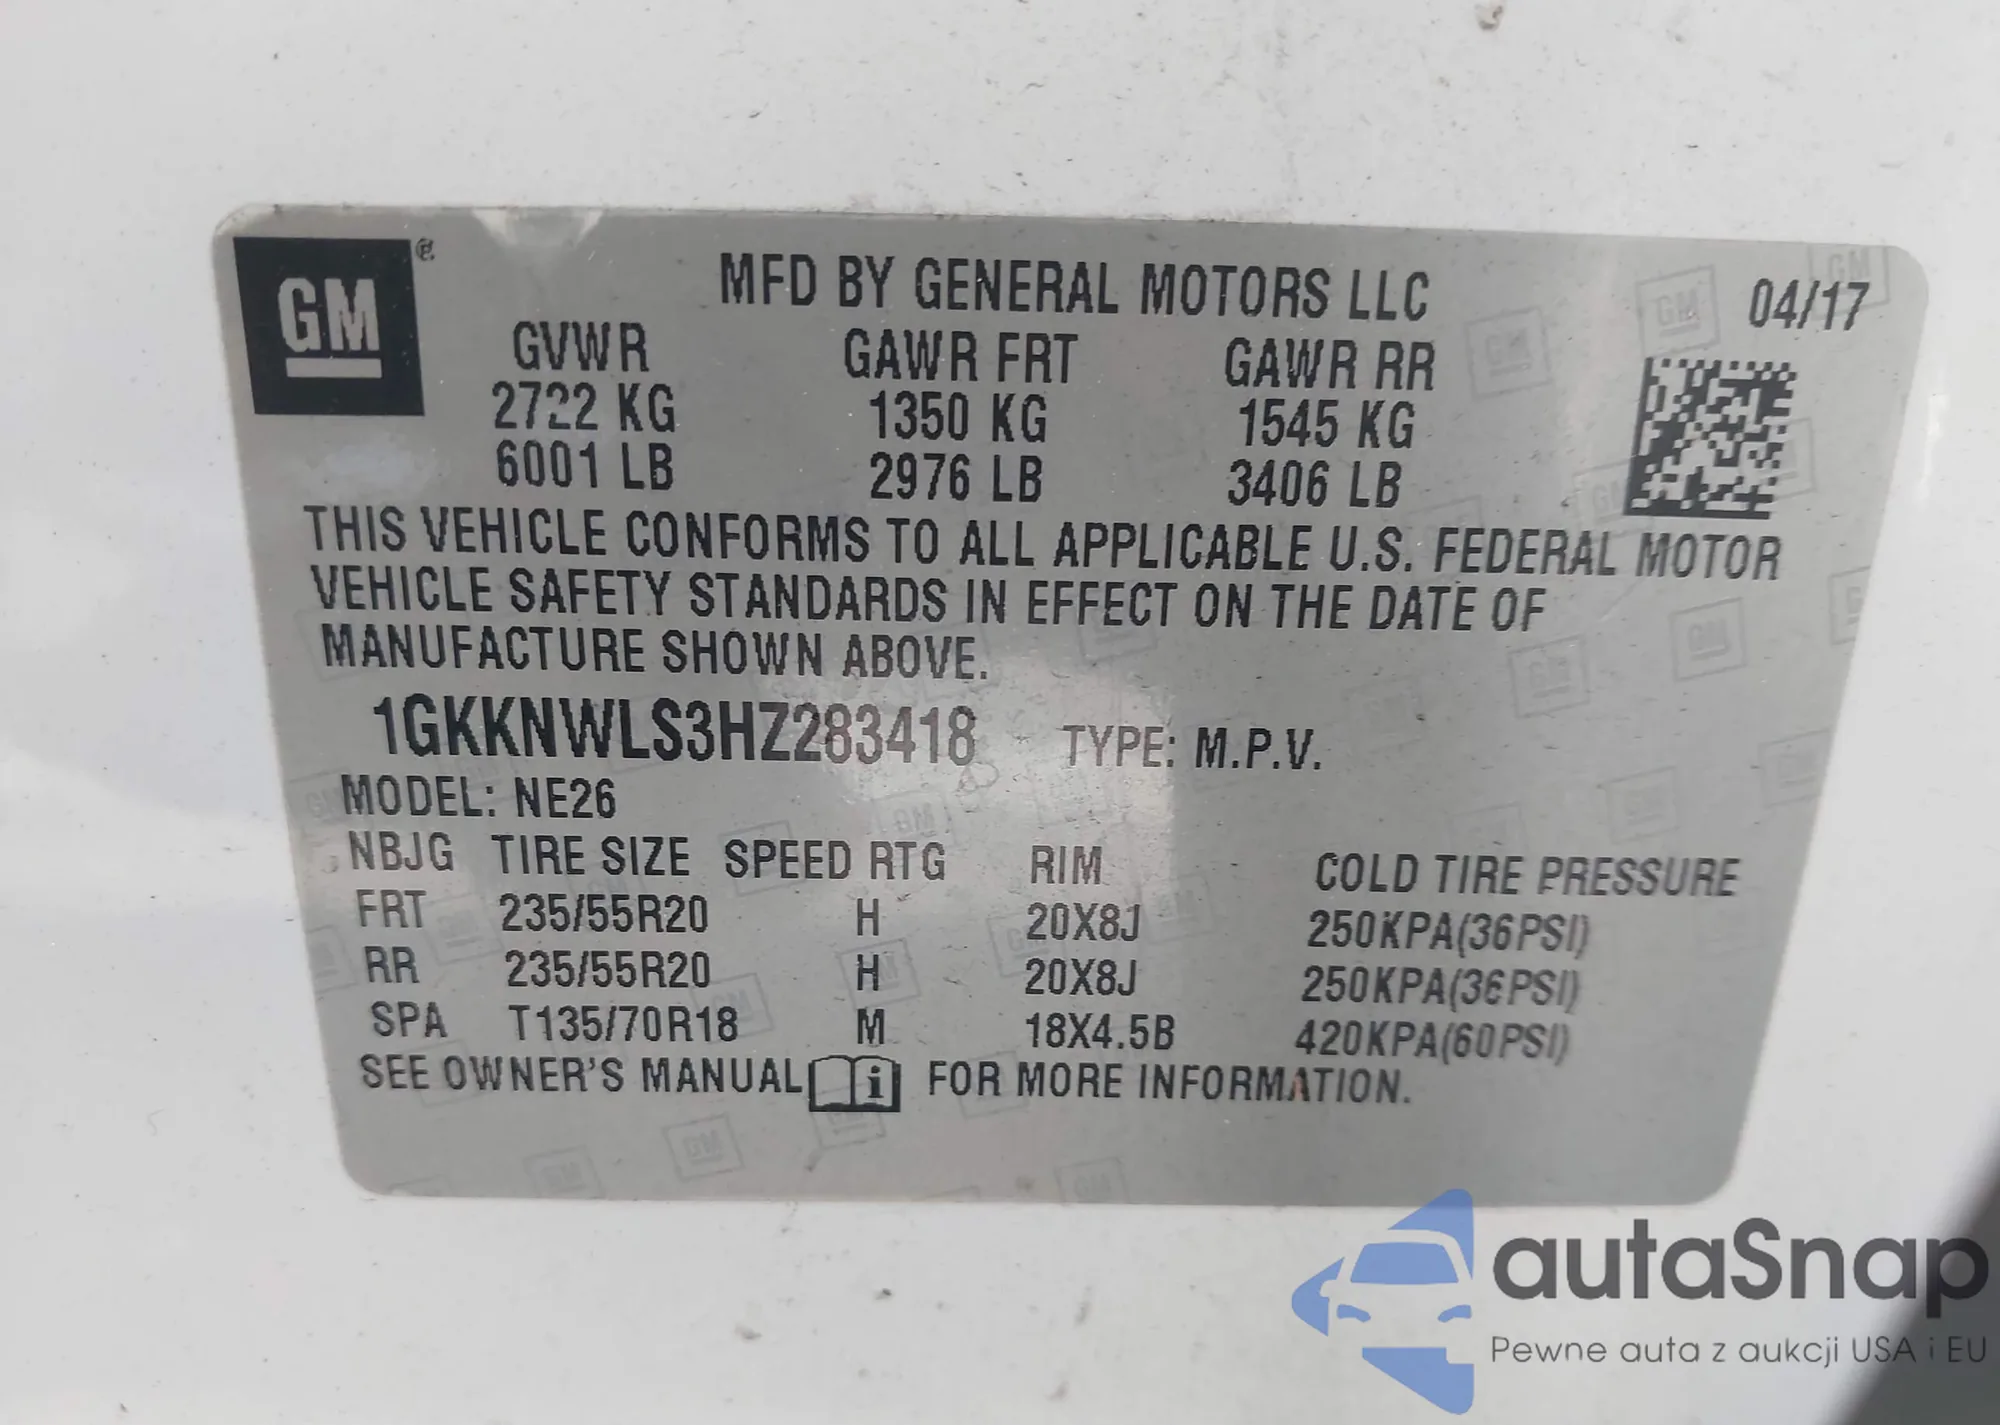 GM
MFD BY GENERAL MOTORS LLC 04/17
GVWR GAWR FRT GAWR RR
2722 KG 1350 KG 1545 KG
6001 LB 2976 LB 3406 LB
THIS VEHICLE CONFORMS TO ALL APPLICABLE U.S. FEDERAL MOTOR
VEHICLE SAFETY STANDARDS IN EFFECT ON THE DATE OF
MANUFACTURE SHOWN ABOVE.
1GKKNWLS3HZ283418 TYPE: M.P.V.
MODEL: NE26
NBJG TIRE SIZE SPEED RTG RIM COLD TIRE PRESSURE
FRT 235/55R20 H 20X8J 250KPA(36PSI)
RR 235/55R20 H 20X8J 250KPA(36PSI)
SPA T135/70R18 M 18X4.5B 420KPA(60PSI)
SEE OWNER'S MANUAL i FOR MORE INFORMATION.
autaSnap
Pewne auta z aukcji USA i EU